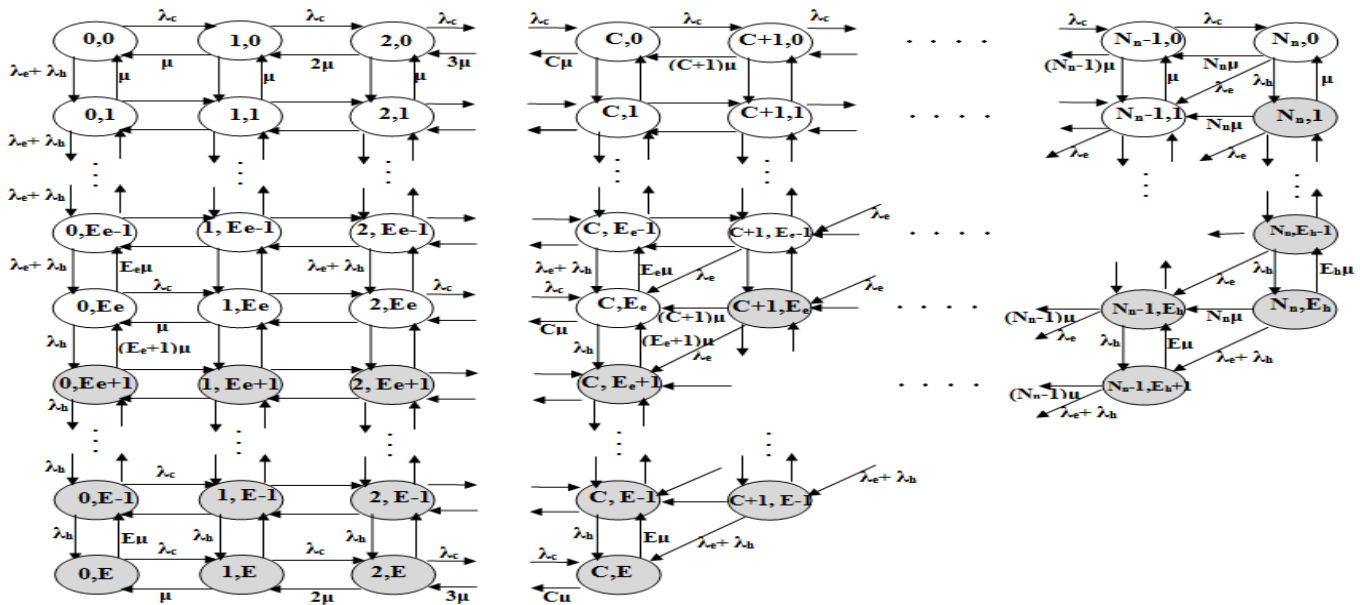 λc λc λc λc λc λc λc λc
0,0 1,0 2,0 C,0 C+1,0 . . . . Nn-1,0 Nn,0
μ 2μ 3μ Cμ (C+1)μ (Nn-1)μ Nnμ
λe+ λh μ μ μ μ λe λh μ
0,1 1,1 2,1 C,1 C+1,1 . . . . Nn-1,1 Nn,1
Nnμ
λe+ λh λe λe
λe+ λh λe
0,Ee-1 1, Ee-1 2, Ee-1 C, Ee-1 C+1, Ee-1 . . . . Nn,Eh-1
λe+ λh Eeμ λe+ λh λe+ λh Eeμ λe λe λe λh Ehμ
λc λc λc
0,Ee 1,Ee 2,Ee C,Ee C+1,Ee . . . . Nn-1,Eh Nn,Eh
μ Cμ (C+1)μ (Nn-1)μ Nnμ
λh (Ee+1)μ λh (Ee+1)μ λe λe λh Eμ λe+ λh
0,Ee+1 1, Ee+1 2, Ee+1 C, Ee+1 . . . . Nn-1,Eh+1
(Nn-1)μ
λh λe+ λh
λh λc λe+ λh
0,E-1 1, E-1 2, E-1 C, E-1 C+1, E-1
λh Eμ λh λh λh Eμ λe+ λh
λc λc λc λc
0,E 1,E 2,E C,E
μ 2μ 3μ Cμ